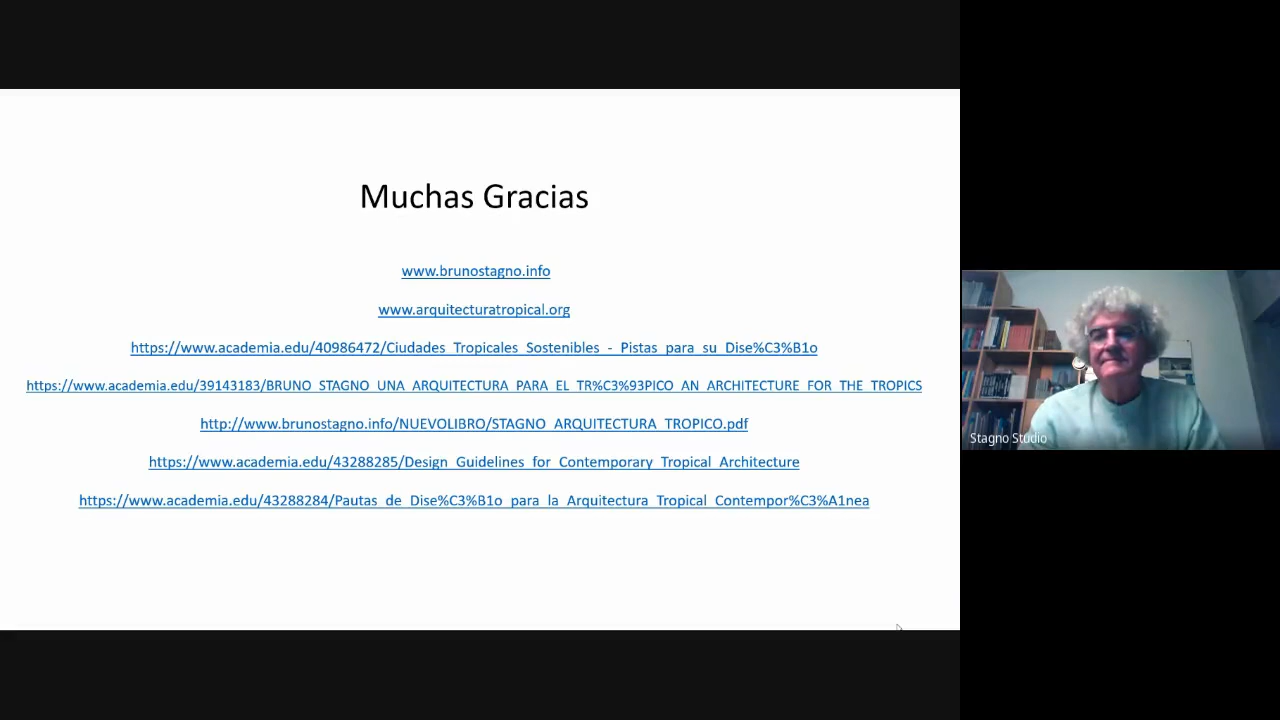 Muchas Gracias
www.brunostagno.info
www.arquitecturatropical.org
https://www.academia.edu/40986472/Ciudades_Tropicales_Sostenibles_-_Pistas_para_su_Dise%C3%B1o
https://www.academia.edu/39143183/BRUNO_STAGNO_UNA_ARQUITECTURA_PARA_EL_TR%C3%93PICO_AN_ARCHITECTURE_FOR_THE_TROPICS
http://www.brunostagno.info/NUEVOLIBRO/STAGNO_ARQUITECTURA_TROPICO.pdf
https://www.academia.edu/43288285/Design_Guidelines_for_Contemporary_Tropical_Architecture
https://www.academia.edu/43288284/Pautas_de_Dise%C3%B1o_para_la_Arquitectura_Tropical_Contempor%C3%A1nea
Stagno Studio